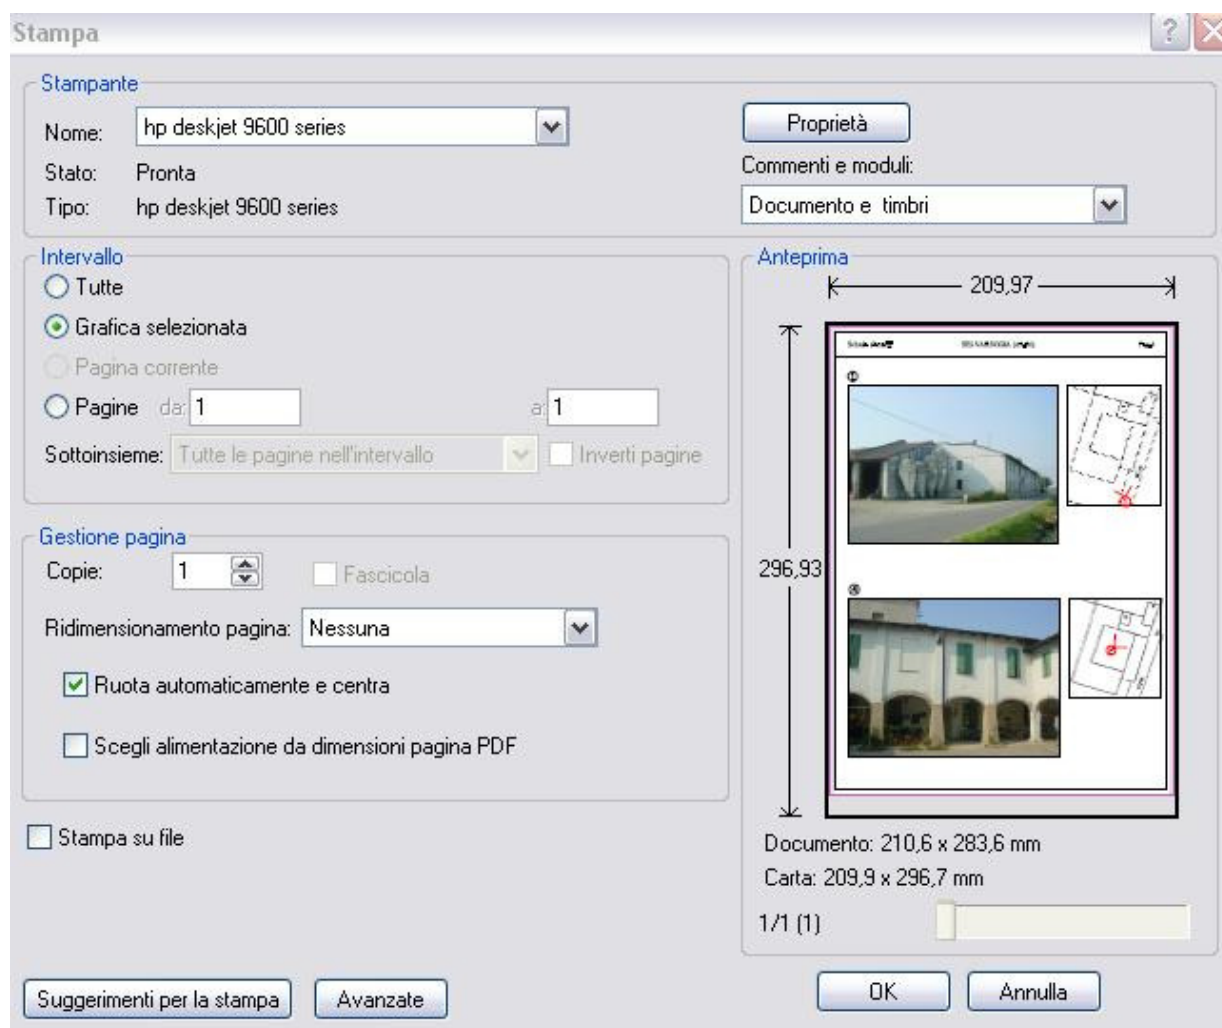 Stampa
Stampante
Nome: hp deskjet 9600 series
Proprietà
Stato: Pronta
Commenti e moduli:
Tipo: hp deskjet 9600 series
Documento e timbri
Intervallo
Tutte
Grafica selezionata
Pagina corrente
Pagine da: 1 a: 1
Sottoinsieme: Tutte le pagine nell'intervallo Inverti pagine
Gestione pagina
Copie: 1 Fascicola
Ridimensionamento pagina: Nessuna
Ruota automaticamente e centra
Scegli alimentazione da dimensioni pagina PDF
Stampa su file
Anteprima
209,97
296,93
Documento: 210,6 x 283,6 mm
Carta: 209,9 x 296,7 mm
1/1 (1)
Suggerimenti per la stampa Avanzate OK Annulla